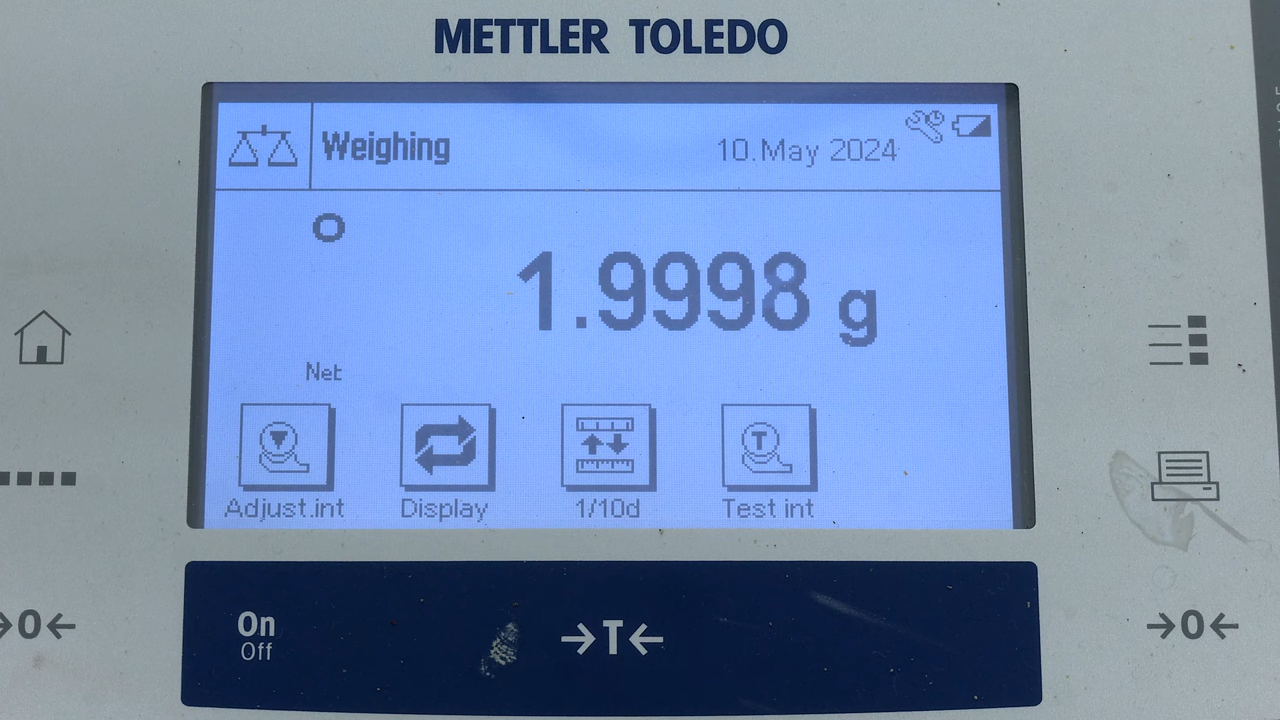 METTLER TOLEDO
Weighing
10.May 2024
1.9998 g
Net
Adjust.int Display 1/10d Test int
→0← On →T← →0←
Off